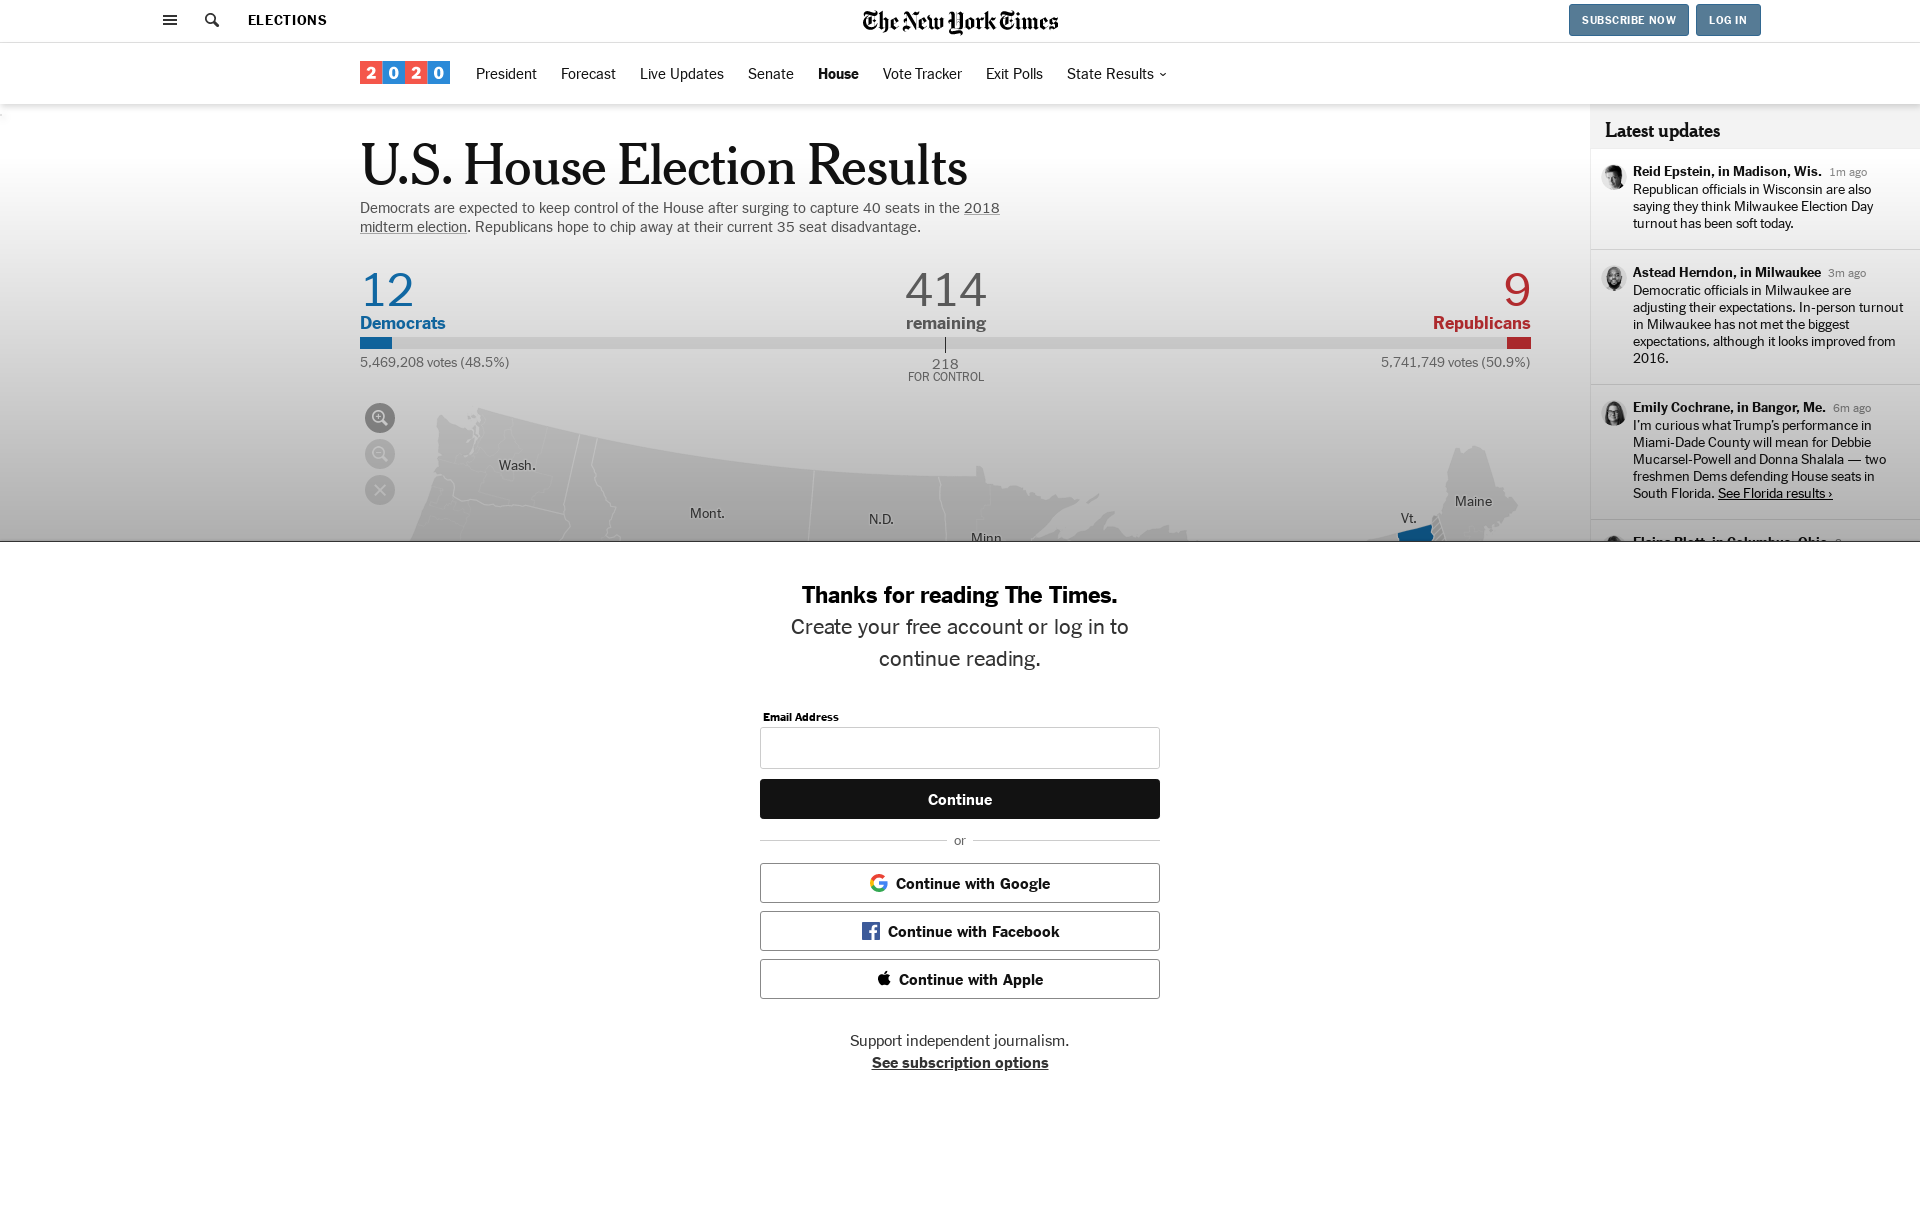 ELECTIONS
The New York Times
SUBSCRIBE NOW
LOG IN
2020
President
Forecast
Live Updates
Senate
House
Vote Tracker
Exit Polls
State Results
U.S. House Election Results
Democrats are expected to keep control of the House after surging to capture 40 seats in the 2018
midterm election. Republicans hope to chip away at their current 35 seat disadvantage.
12
Democrats
5,469,208 votes (48.5%)
414
remaining
218
FOR CONTROL
9
Republicans
5,741,749 votes (50.9%)
Wash.
Mont.
N.D.
Minn.
Vt.
Maine
Latest updates
Reid Epstein, in Madison, Wis. 1m ago
Republican officials in Wisconsin are also
saying they think Milwaukee Election Day
turnout has been soft today.
Astead Herndon, in Milwaukee 3m ago
Democratic officials in Milwaukee are
adjusting their expectations. In-person turnout
in Milwaukee has not met the biggest
expectations, although it looks improved from
2016.
Emily Cochrane, in Bangor, Me. 6m ago
I'm curious what Trump's performance in
Miami-Dade County will mean for Debbie
Mucarsel-Powell and Donna Shalala — two
freshmen Dems defending House seats in
South Florida. See Florida results ›
Thanks for reading The Times.
Create your free account or log in to
continue reading.
Email Address
Continue
or
Continue with Google
Continue with Facebook
Continue with Apple
Support independent journalism.
See subscription options